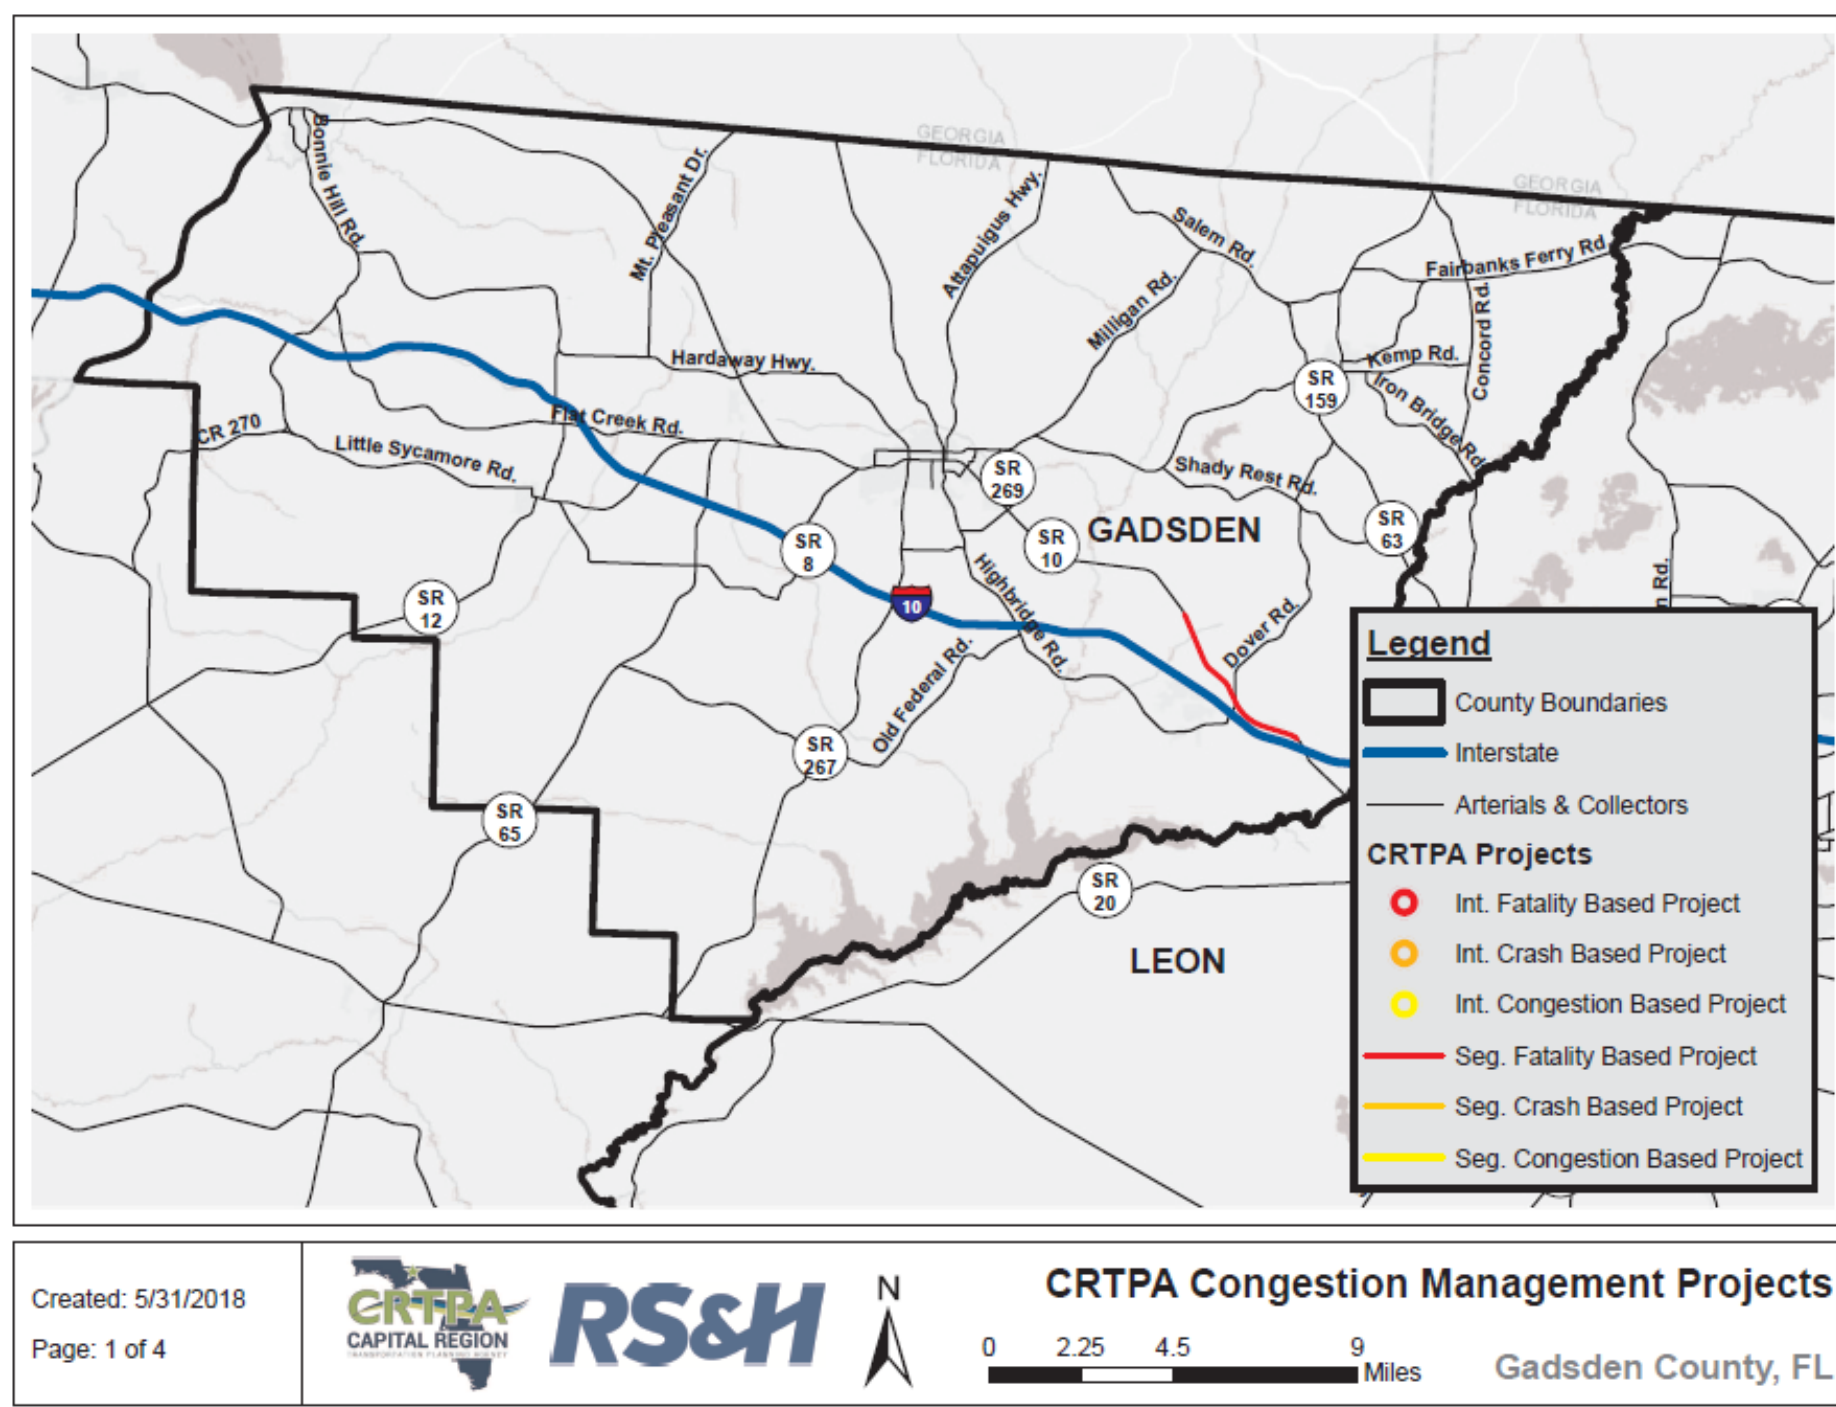 GEORGIA
FLORIDA
GEORGIA
FLORIDA
Bonnie Hill Rd.
Mt. Pleasant Dr.
Attapuigus Hwy.
Salem Rd.
Fairbanks Ferry Rd
Milligan Rd.
Concord Rd.
Hardaway Hwy.
Kemp Rd.
SR
159
Iron Bridge Rd.
Flat Creek Rd.
CR 270
Little Sycamore Rd.
SR
269
Shady Rest Rd.
SR
63
GADSDEN
SR
10
SR
8
10
Highbridge Rd.
Dover Rd.
SR
12
Old Federal Rd.
SR
267
SR
65
SR
20
LEON
Rd.
Legend
County Boundaries
Interstate
Arterials & Collectors
CRTPA Projects
Int. Fatality Based Project
Int. Crash Based Project
Int. Congestion Based Project
Seg. Fatality Based Project
Seg. Crash Based Project
Seg. Congestion Based Project
Created: 5/31/2018
Page: 1 of 4
CRTPA
CAPITAL REGION
TRANSPORTATION PLANNING AGENCY
RS&H
N
CRTPA Congestion Management Projects
0 2.25 4.5 9
Miles
Gadsden County, FL